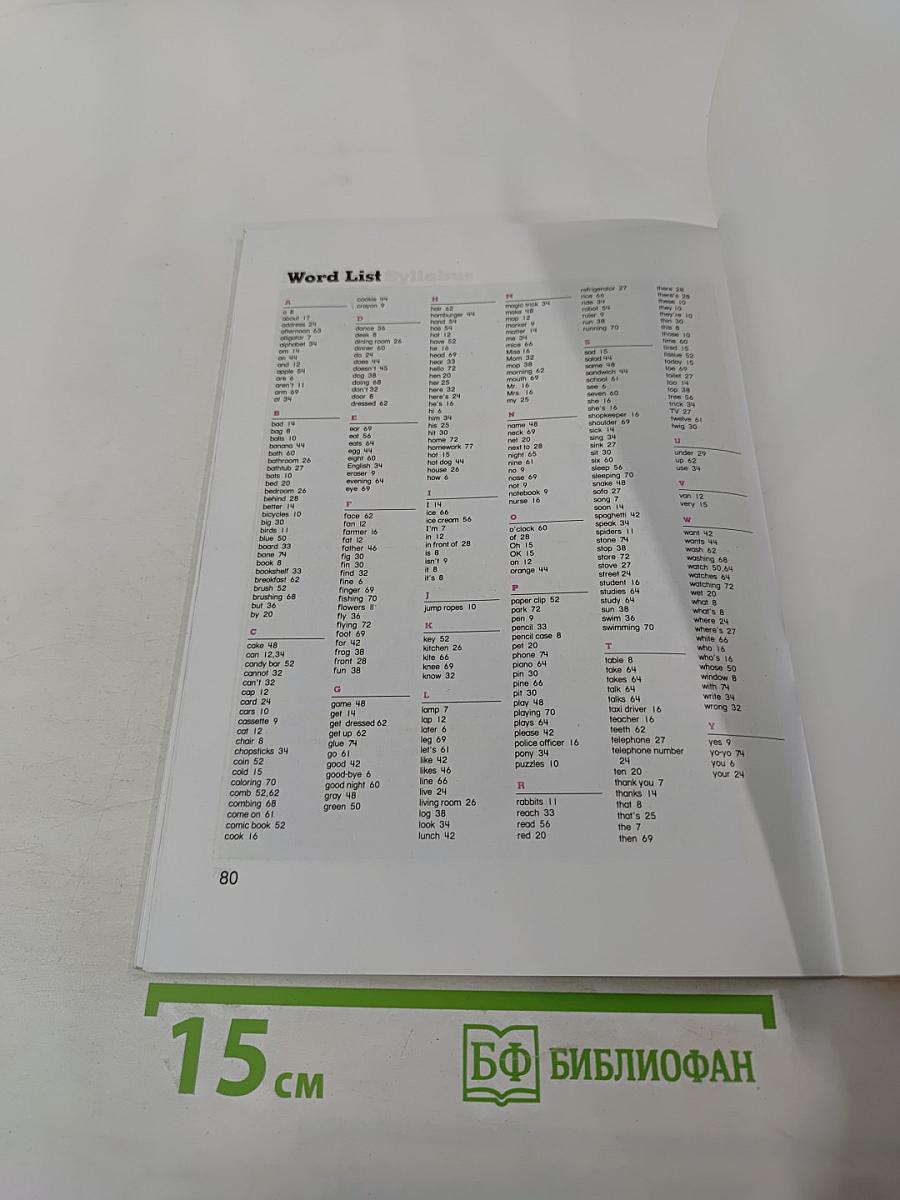 Word List
A
a 8
about 17
address 24
afternoon 63
alligator 7
alphabet 34
am 14
an 44
and 12
apple 54
are 6
aren't 11
arm 69
at 34
B
bad 14
bag 8
balls 10
banana 44
bath 60
bathroom 26
bathtub 27
bats 10
bed 20
bedroom 26
behind 28
better 14
bicycles 10
big 30
birds 11
blue 50
board 33
bone 74
book 8
bookshelf 33
breakfast 62
brush 52
brushing 68
but 36
by 20
C
cake 48
can 12,34
candy bar 52
cannot 32
can't 32
cap 12
card 24
cars 10
cassette 9
cat 12
chair 8
chopsticks 34
coin 52
cold 15
coloring 70
comb 52,62
combing 68
come on 61
comic book 52
cook 16
cookie 44
crayon 9
D
dance 36
desk 8
dining room 26
dinner 60
do 24
does 44
doesn't 45
dog 38
doing 68
don't 32
door 8
dressed 62
E
ear 69
eat 56
eats 64
egg 44
eight 60
English 34
eraser 9
evening 64
eye 69
F
face 62
fan 12
farmer 16
fat 12
father 46
fig 30
fin 30
find 32
fine 6
finger 69
fishing 70
flowers 11
fly 36
flying 72
foot 69
for 42
frog 38
front 28
fun 38
G
game 48
get 14
get dressed 62
get up 62
glue 74
go 61
good 42
good-bye 6
good night 60
gray 48
green 50
H
hair 62
hamburger 44
hand 54
has 54
hat 12
have 52
he 16
head 69
hear 33
hello 72
hen 20
her 25
here 32
here's 24
he's 16
hi 6
him 34
his 25
hit 30
home 72
homework 77
hot 15
hot dog 44
house 26
how 6
I
I 14
ice 66
ice cream 56
I'm 7
in 12
in front of 28
is 8
isn't 9
it 8
it's 8
J
jump ropes 10
K
key 52
kitchen 26
kite 66
knee 69
know 32
L
lamp 7
lap 12
later 6
leg 69
let's 61
like 42
likes 46
line 66
live 24
living room 26
log 38
look 34
lunch 42
M
magic trick 34
make 48
map 12
marker 9
matter 14
me 34
mice 66
Miss 16
Mom 32
mop 38
morning 62
mouth 69
Mr. 16
Mrs. 16
my 25
N
name 48
neck 69
net 20
next to 28
night 65
nine 61
no 9
nose 69
not 9
notebook 9
nurse 16
O
o'clock 60
of 28
Oh 15
OK 15
on 12
orange 44
P
paper clip 52
park 72
pen 9
pencil 33
pencil case 8
pet 20
phone 74
piano 64
pin 30
pine 66
pit 30
play 48
playing 70
plays 64
please 42
police officer 16
pony 34
puzzles 10
R
rabbits 11
reach 33
read 56
red 20
refrigerator 27
rice 66
ride 34
robot 54
ruler 9
run 38
running 70
S
sad 15
salad 44
same 48
sandwich 44
school 61
see 6
seven 60
she 16
she's 16
shopkeeper 16
shoulder 69
sick 14
sing 34
sink 27
sit 30
six 60
sleep 56
sleeping 70
snake 48
sofa 27
song 7
soon 14
spaghetti 42
speak 34
spiders 11
stone 74
stop 38
store 72
stove 27
street 24
student 16
studies 64
study 64
sun 38
swim 36
swimming 70
T
table 8
take 64
takes 64
talk 64
talks 64
taxi driver 16
teacher 16
teeth 62
telephone 27
telephone number
24
ten 20
thank you 7
thanks 14
that 8
that's 25
the 7
then 69
there 28
there's 28
these 10
they 10
they're 10
thin 30
this 8
those 10
time 60
tired 15
tissue 52
today 15
toe 69
toilet 27
too 14
top 38
tree 56
trick 34
TV 27
twelve 61
twig 30
U
under 29
up 62
use 34
V
van 12
very 15
W
want 42
wants 44
wash 62
washing 68
watch 50,64
watches 64
watching 72
wet 20
what 8
what's 8
where 24
where's 27
white 66
who 16
who's 16
whose 50
window 8
with 74
write 34
wrong 32
Y
yes 9
yo-yo 74
you 6
your 24
80
15 см
БФ БИБЛИОФАН